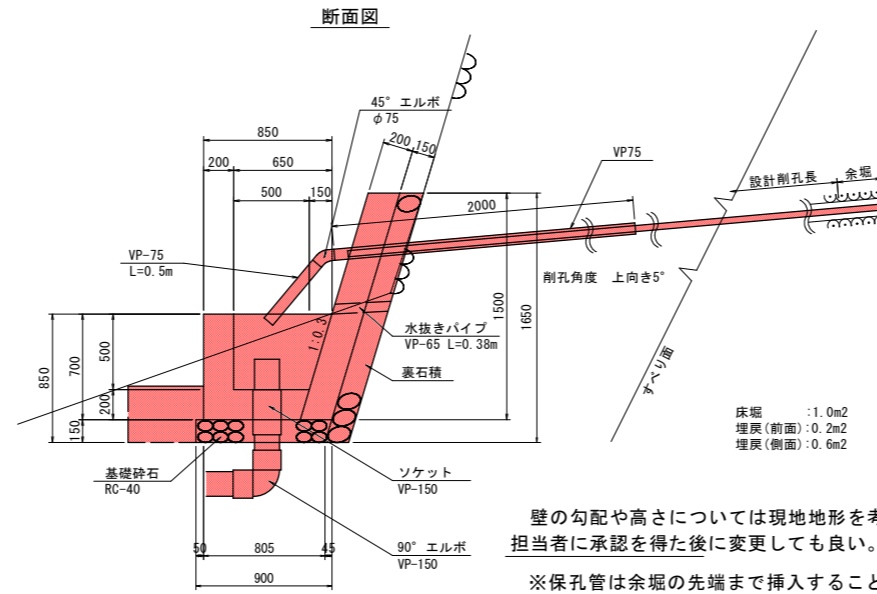 断面図
45° エルボ
φ75
850
200
650
500
150
200
150
VP75
2000
設計削孔長
余堀
VP-75
L=0.5m
削孔角度 上向き5°
1:0.3
1500
1650
水抜きパイプ
VP-65 L=0.38m
裏石積
すべり面
850
700
500
200
150
床堀 :1.0m2
埋戻(前面):0.2m2
埋戻(側面):0.6m2
基礎砕石
RC-40
ソケット
VP-150
50
805
45
90° エルボ
VP-150
900
壁の勾配や高さについては現地地形を考
担当者に承認を得た後に変更しても良い。
※保孔管は余堀の先端まで挿入すること